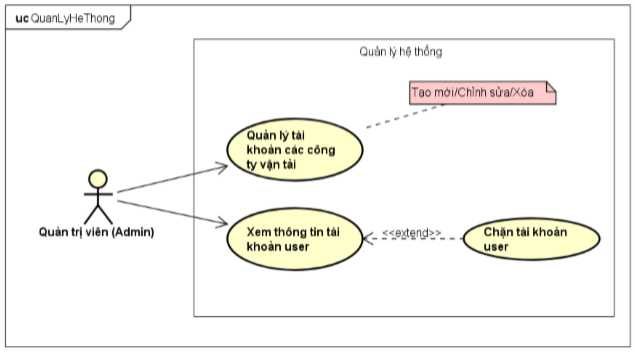 uc QuanLyHeThong
Quản lý hệ thống
Tạo mới/Chỉnh sửa/Xóa
Quản lý tài
khoản các công
ty vận tải
Quản trị viên (Admin)
Xem thông tin tài
khoản user
<<extend>>
Chặn tài khoản
user